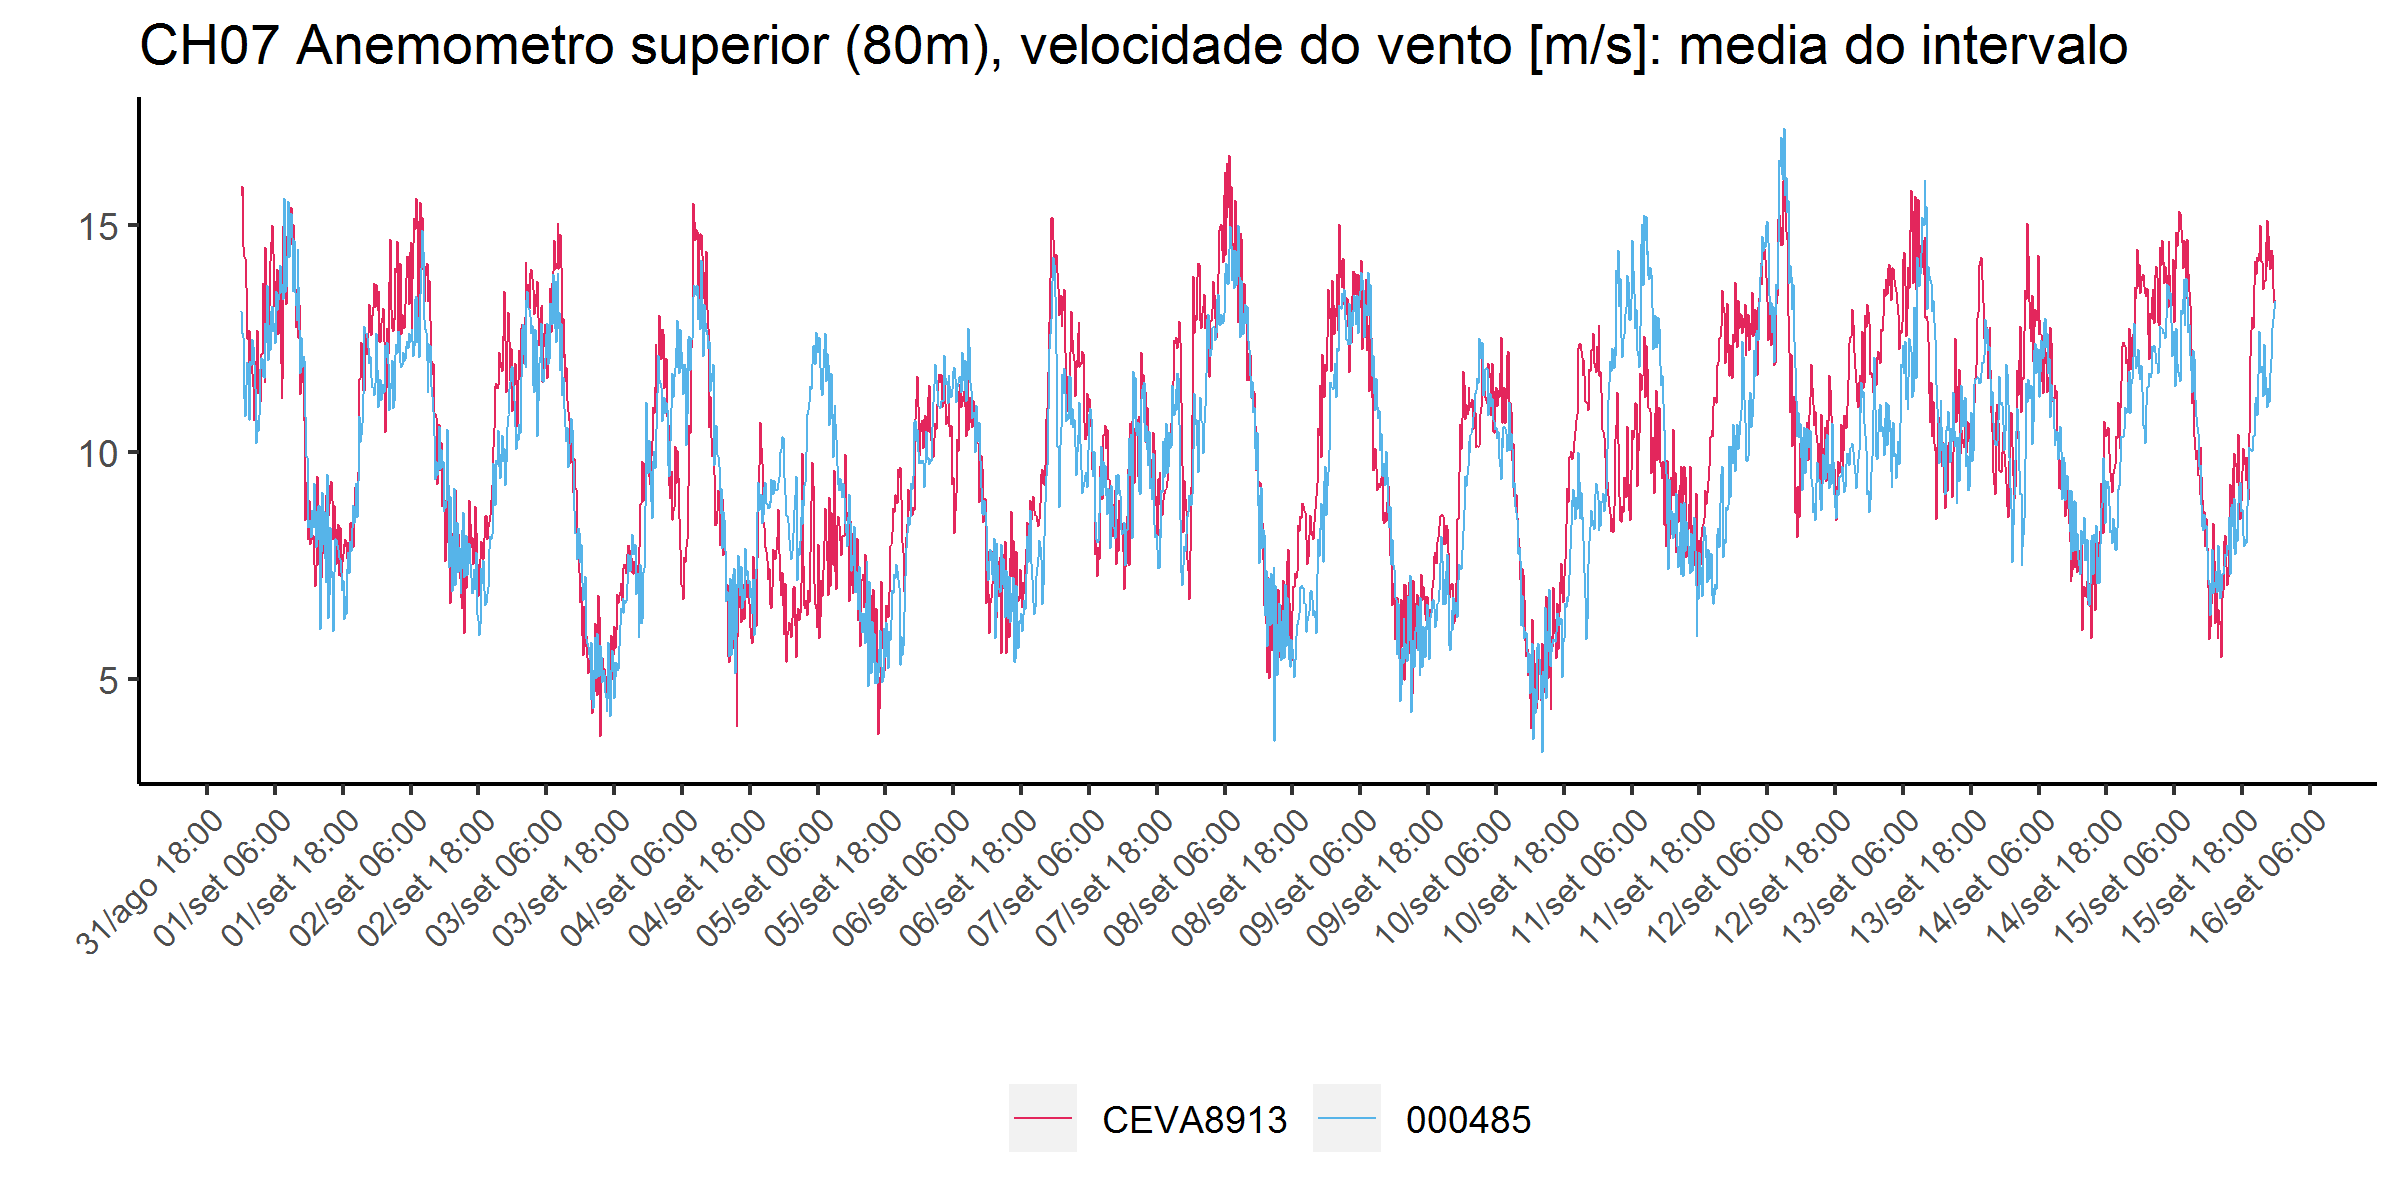 CH07 Anemometro superior (80m), velocidade do vento [m/s]: media do intervalo
15
10
5
31/ago 18:00
01/set 06:00
01/set 18:00
02/set 06:00
02/set 18:00
03/set 06:00
03/set 18:00
04/set 06:00
04/set 18:00
05/set 06:00
05/set 18:00
06/set 06:00
06/set 18:00
07/set 06:00
07/set 18:00
08/set 06:00
08/set 18:00
09/set 06:00
09/set 18:00
10/set 06:00
10/set 18:00
11/set 06:00
11/set 18:00
12/set 06:00
12/set 18:00
13/set 06:00
13/set 18:00
14/set 06:00
14/set 18:00
15/set 06:00
15/set 18:00
16/set 06:00
CEVA8913
000485